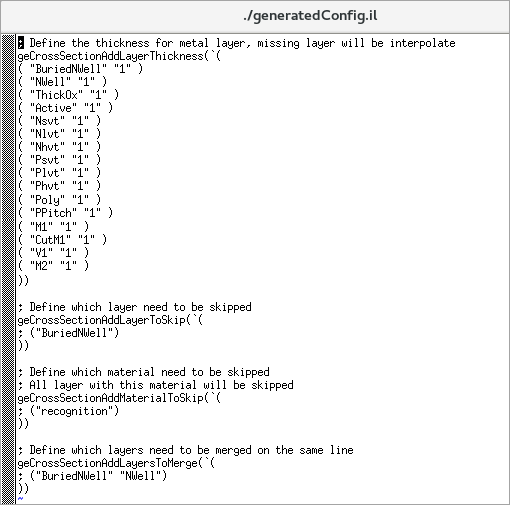 ./generatedConfig.il
; Define the thickness for metal layer, missing layer will be interpolate
geCrossSectionAddLayerThickness(`(
( "BuriedNWell" "1" )
( "NWell" "1" )
( "ThickOx" "1" )
( "Active" "1" )
( "Nsvt" "1" )
( "Nlvt" "1" )
( "Nhvt" "1" )
( "Psvt" "1" )
( "Plvt" "1" )
( "Phvt" "1" )
( "Poly" "1" )
( "PPitch" "1" )
( "M1" "1" )
( "CutM1" "1" )
( "V1" "1" )
( "M2" "1" )
))
; Define which layer need to be skipped
geCrossSectionAddLayerToSkip(`(
; ("BuriedNWell")
))
; Define which material need to be skipped
; All layer with this material will be skipped
geCrossSectionAddMaterialToSkip(`(
; ("recognition")
))
; Define which layers need to be merged on the same line
geCrossSectionAddLayersToMerge(`(
; ("BuriedNWell" "NWell")
))
~